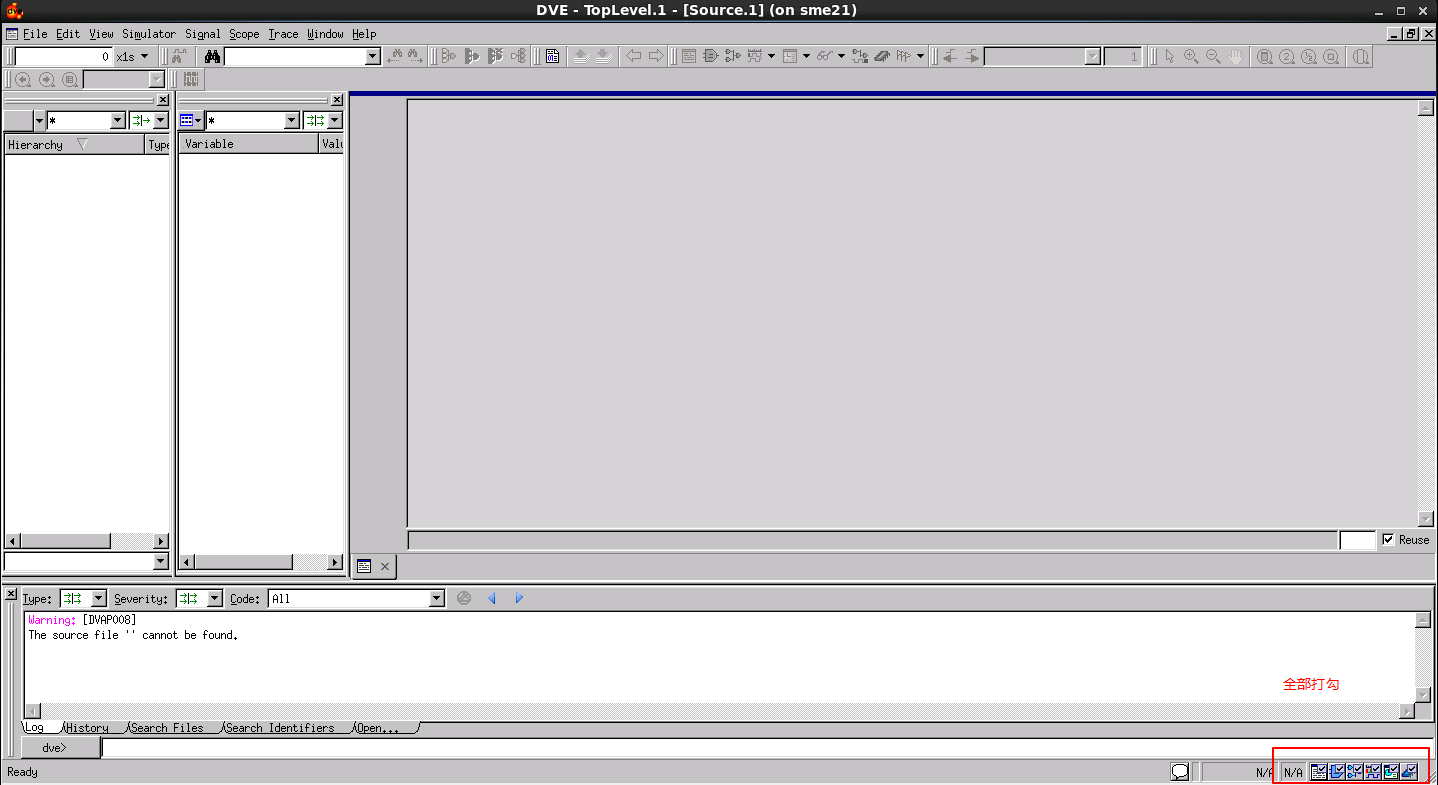 DVE - TopLevel.1 - [Source.1] (on sme21)
File Edit View Simulator Signal Scope Trace Window Help
0 x1s 1
* *
Hierarchy Type Variable Valu
Reuse
Type: Severity: Code: All
Warning: [DVAP008]
The source file '' cannot be found.
全部打勾
Log History Search Files Search Identifiers Open...
dve>
Ready N/A N/A